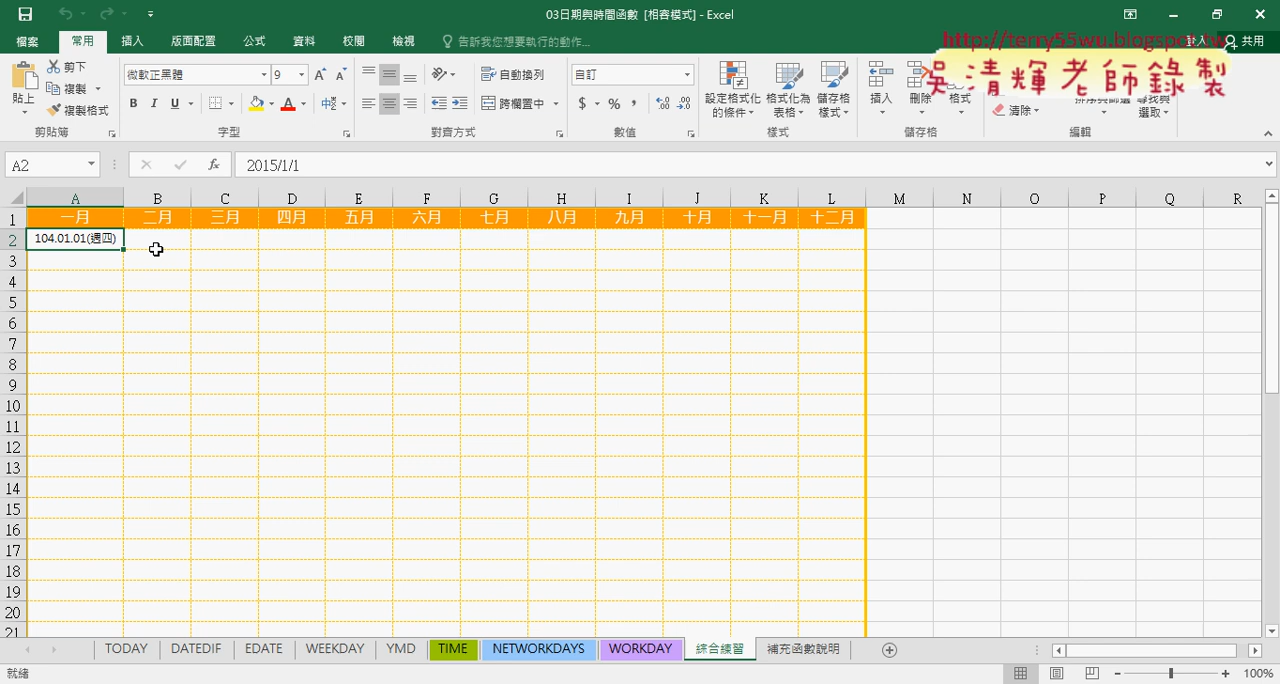 03日期與時間函數 [相容模式] - Excel
檔案 常用 插入 版面配置 公式 資料 校閱 檢視 告訴我您想要執行的動作... 登入 共用
http://terry55wu.blogspot.tw
吳清輝老師錄製
貼上 剪下 複製 複製格式 剪貼簿
微軟正黑體 9 B I U 字型
自動換列 跨欄置中 對齊方式
自訂 $ % , 數值
設定格式化的條件 格式化為表格 儲存格樣式 樣式
插入 刪除 格式 儲存格
清除 排序與篩選 尋找與選取 編輯
A2 fx 2015/1/1
A B C D E F G H I J K L M N O P Q R
1 一月 二月 三月 四月 五月 六月 七月 八月 九月 十月 十一月 十二月
2 104.01.01(週四)
3
4
5
6
7
8
9
10
11
12
13
14
15
16
17
18
19
20
21
TODAY DATEDIF EDATE WEEKDAY YMD TIME NETWORKDAYS WORKDAY 綜合練習 補充函數說明
就緒 100%